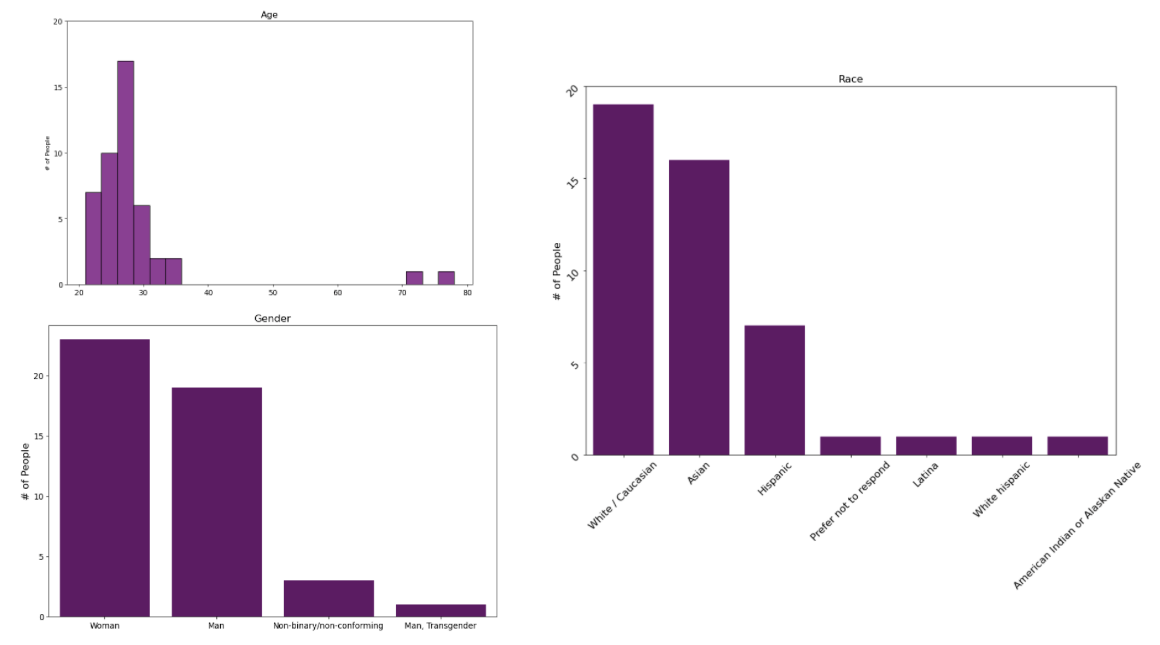 Age
# of People
20
15
10
5
0
20 30 40 50 60 70 80
Gender
# of People
20
15
10
5
0
Woman Man Non-binary/non-conforming Man, Transgender
Race
# of People
20
15
10
5
0
White / Caucasian
Asian
Hispanic
Prefer not to respond
Latina
White hispanic
American Indian or Alaskan Native